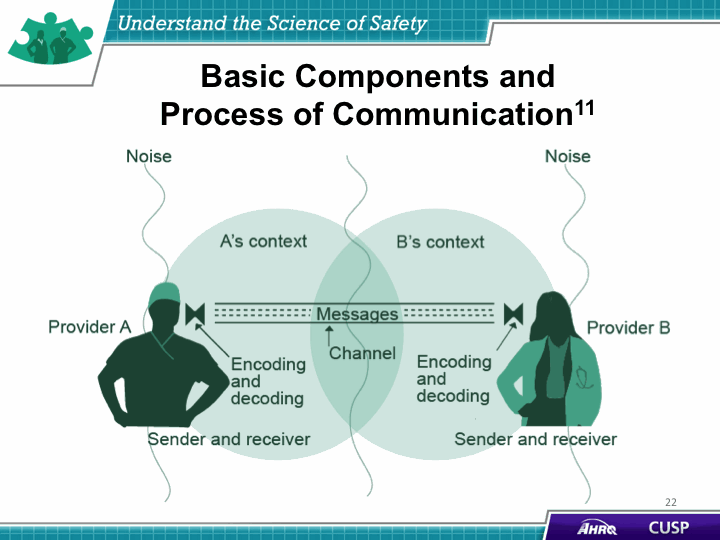 Understand the Science of Safety
Basic Components and
Process of Communication11
Noise
Noise
A's context
B's context
Messages
Provider A
Provider B
Channel
Encoding
and
decoding
Encoding
and
decoding
Sender and receiver
Sender and receiver
22
AHRQ
CUSP